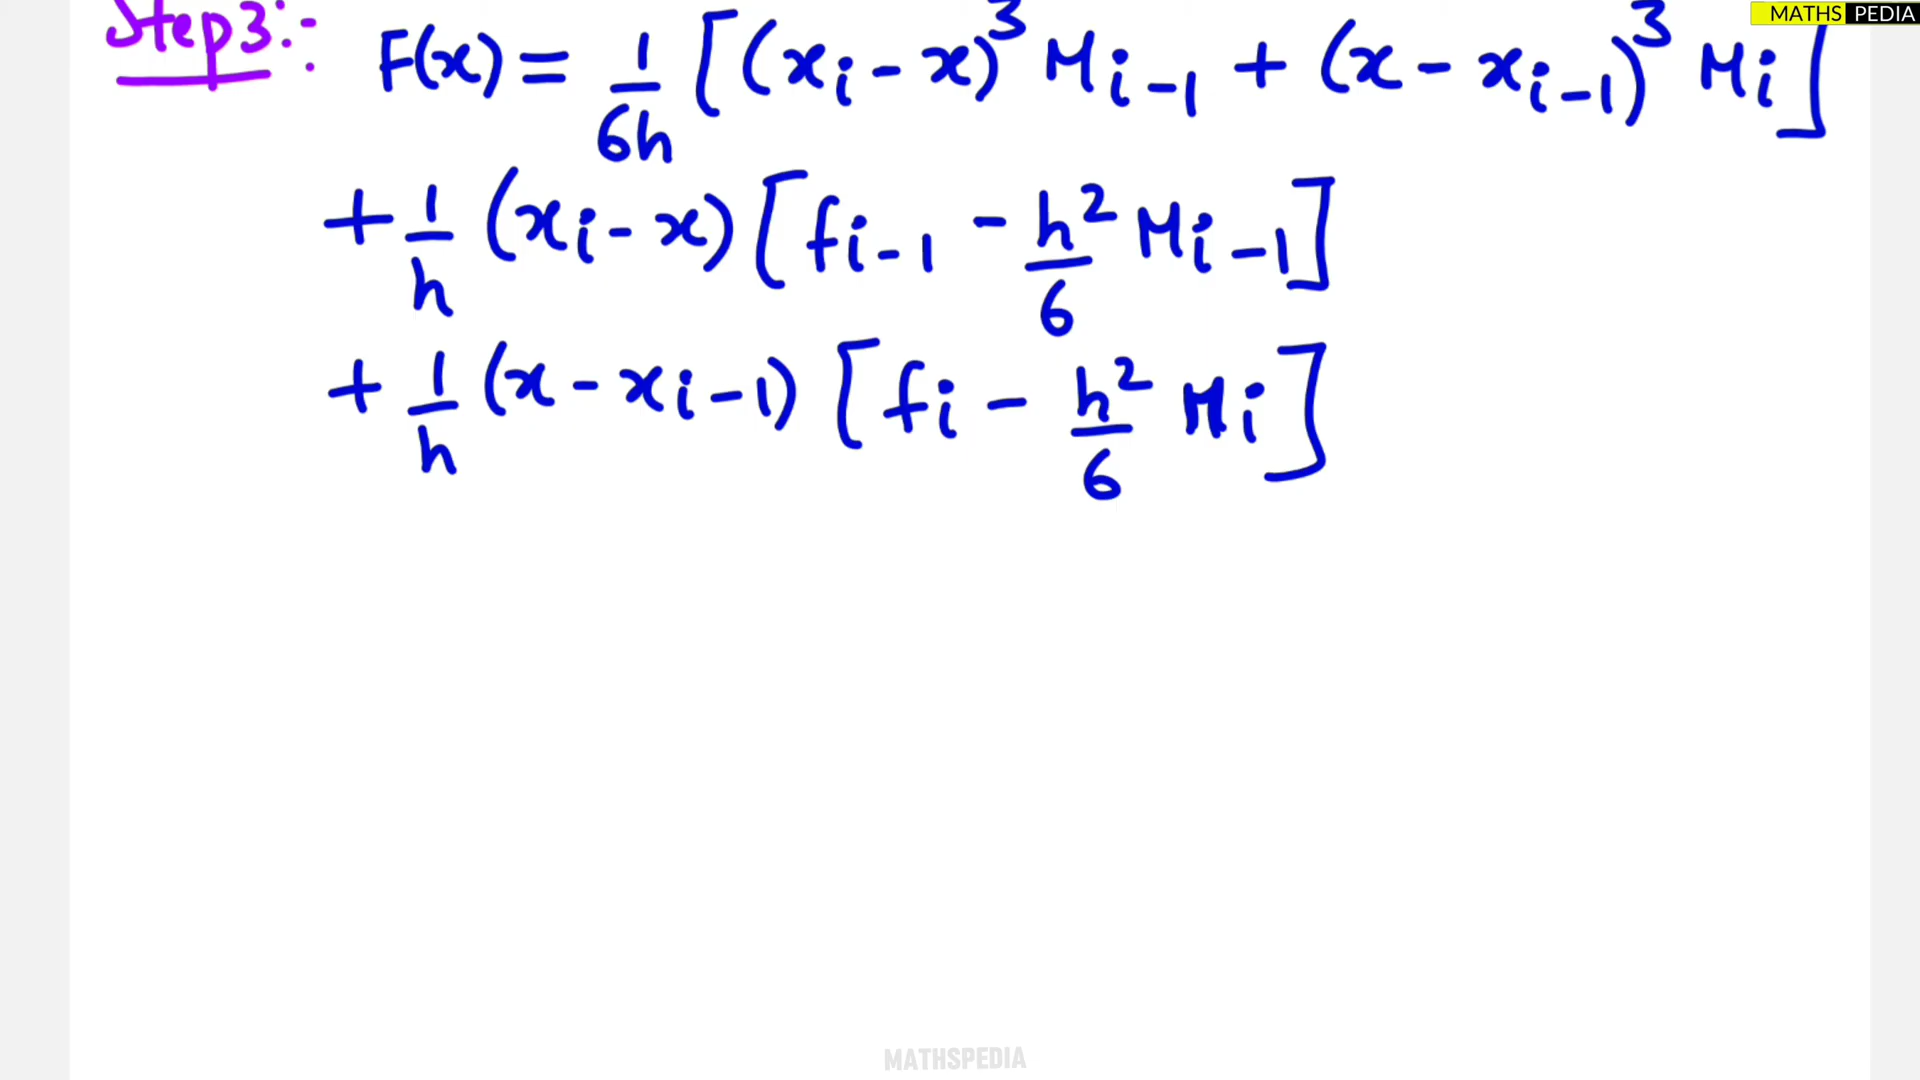 MATHS PEDIA
Step3:-
F(x) = 1/6h [(xᵢ - x)³ Mᵢ₋₁ + (x - xᵢ₋₁)³ Mᵢ]
+ 1/h (xᵢ - x) [fᵢ₋₁ - h²/6 Mᵢ₋₁]
+ 1/h (x - xᵢ₋₁) [fᵢ - h²/6 Mᵢ]
MATHSPEDIA